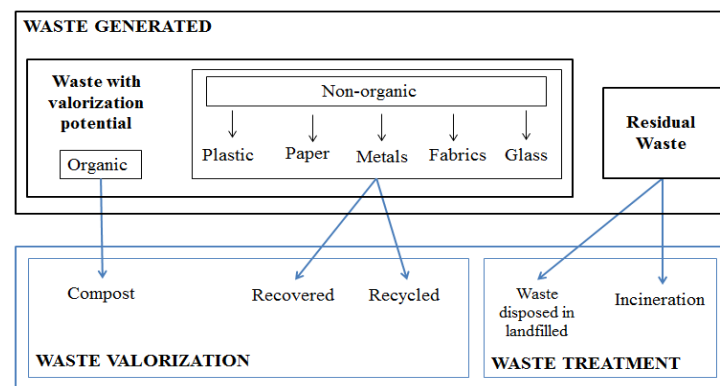 WASTE GENERATED
Waste with
valorization
potential
Organic
Non-organic
Plastic
Paper
Metals
Fabrics
Glass
Residual
Waste
Compost
Recovered
Recycled
WASTE VALORIZATION
Waste
disposed in
landfilled
Incineration
WASTE TREATMENT